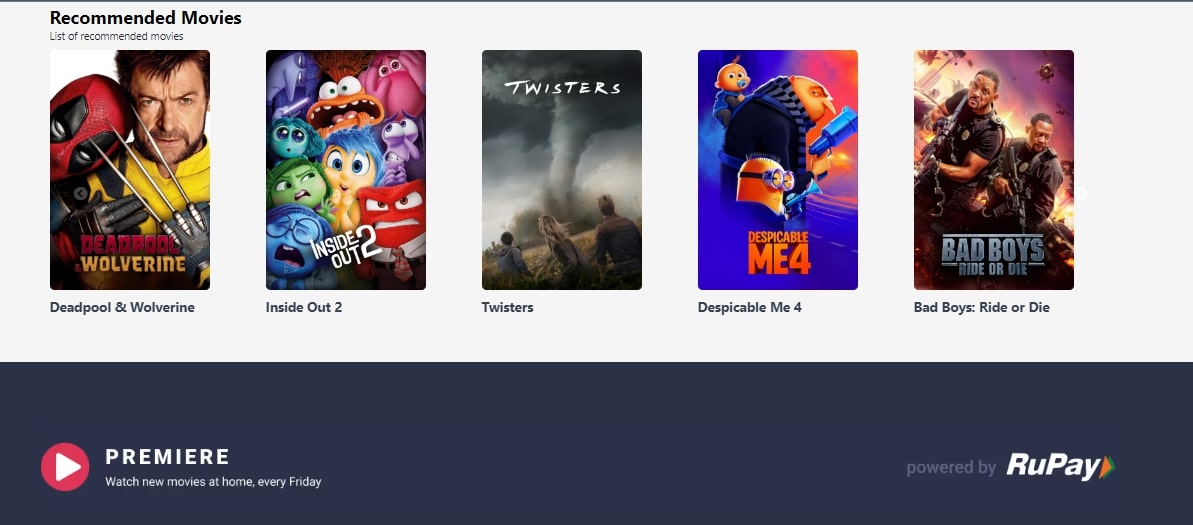 Recommended Movies
List of recommended movies
DEADPOOL
& WOLVERINE
INSIDE
OUT 2
TWISTERS
DESPICABLE
ME 4
BAD BOYS
RIDE OR DIE
Deadpool & Wolverine
Inside Out 2
Twisters
Despicable Me 4
Bad Boys: Ride or Die
PREMIERE
Watch new movies at home, every Friday
powered by RuPay